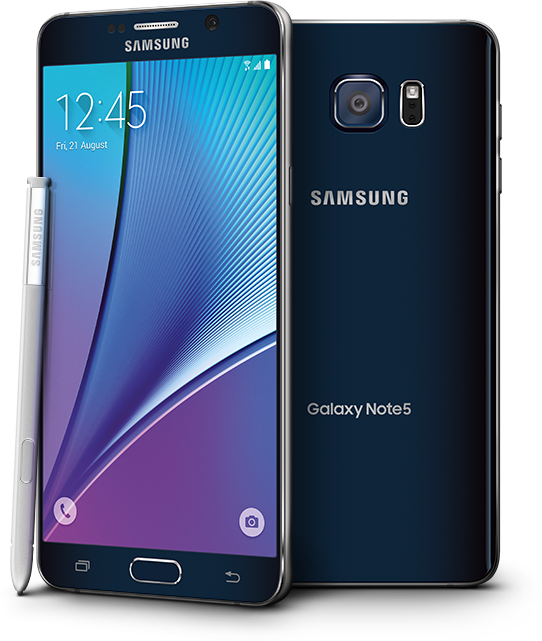 SAMSUNG
12:45
Fri, 21 August
SAMSUNG
SAMSUNG
Galaxy Note5